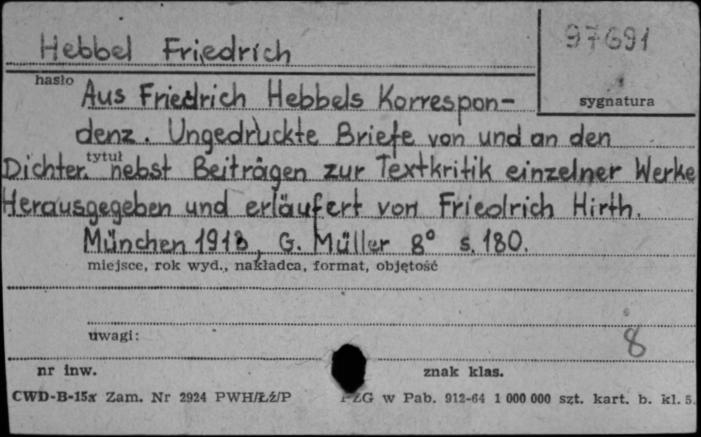 Hebbel Friedrich
97691
hasło
sygnatura
Aus Friedrich Hebbels Korrespon-
denz. Ungedruckte Briefe von und an den
tytuł
Dichter nebst Beiträgen zur Textkritik einzelner Werke
Herausgegeben und erläutert von Friedrich Hirth.
München 1913, G. Müller 8° s. 180.
miejsce, rok wyd., nakładca, format, objętość
uwagi:
8
nr inw.
znak klas.
CWD-B-15x Zam. Nr 2924 PWH/Łź/P
PZG w Pab. 912-64 1 000 000 szt. kart. b. kl. 5.